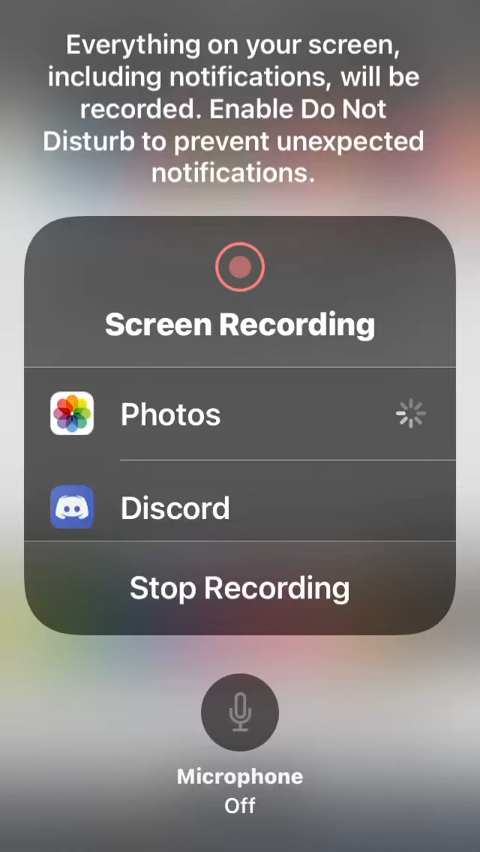 Everything on your screen,
including notifications, will be
recorded. Enable Do Not
Disturb to prevent unexpected
notifications.
Screen Recording
Photos
Discord
Stop Recording
Microphone
Off